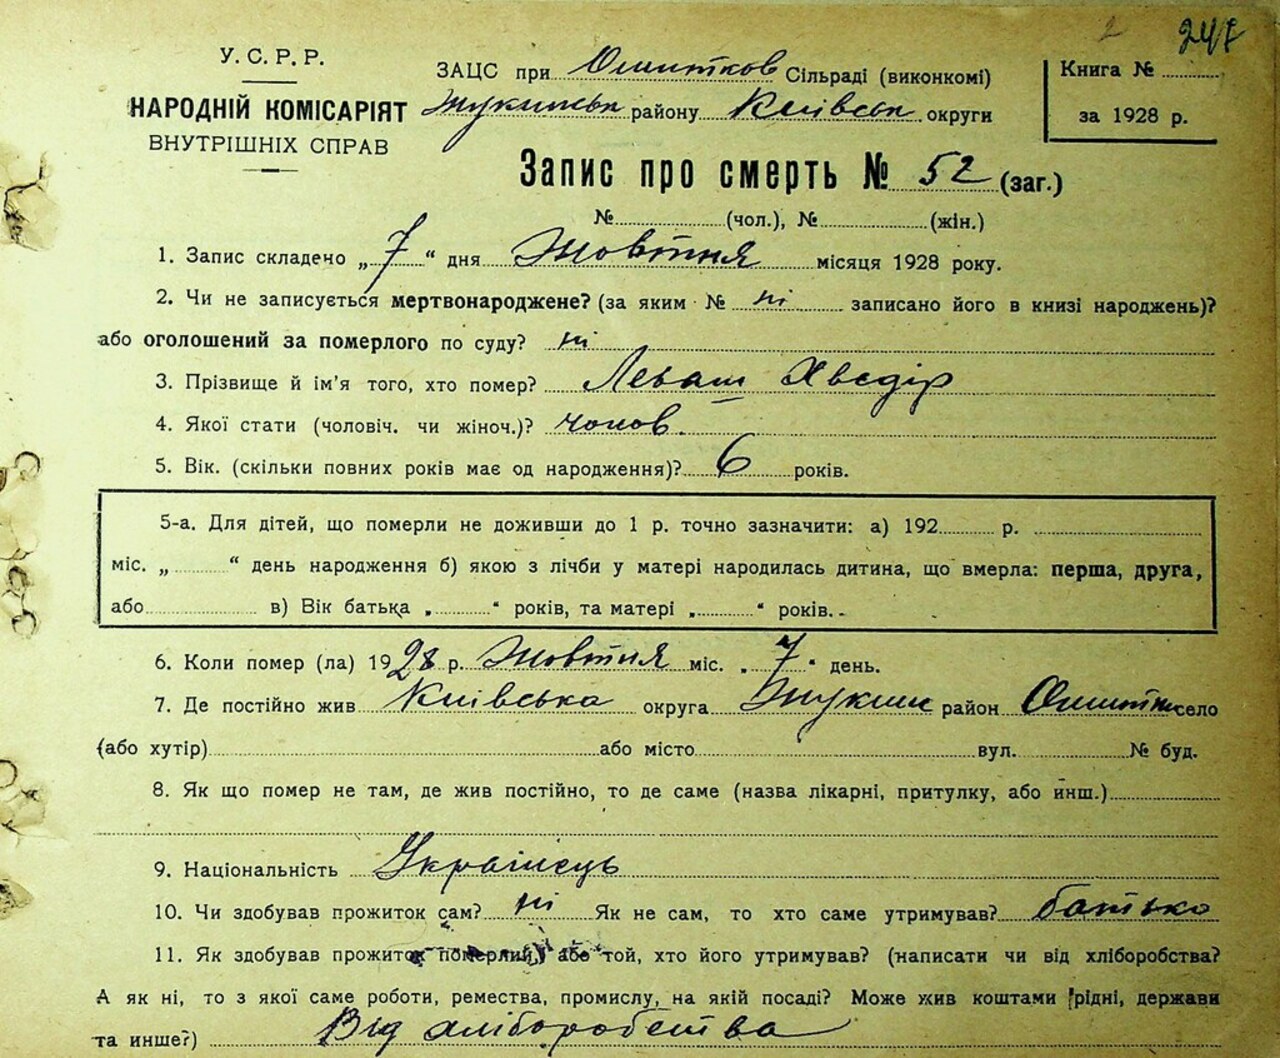 2 247
У. С. Р. Р.
НАРОДНІЙ КОМІСАРІЯТ
ВНУТРІШНІХ СПРАВ
ЗАЦС при Ошитков Сільраді (виконкомі)
Жукинськ району Київськ округи
Книга №
за 1928 р.
Запис про смерть № 52 (заг.)
№ (чол.), № (жін.)
1. Запис складено „ 7 “ дня Жовтня місяця 1928 року.
2. Чи не записується мертвонароджене? (за яким № ні записано його в книзі народжень)?
або оголошений за померлого по суду? ні
3. Прізвище й ім'я того, хто помер? Леваш Хведір
4. Якої стати (чоловіч. чи жіноч.)? чолов.
5. Вік. (скільки повних років має од народження)? 6 років.
5-а. Для дітей, що померли не доживши до 1 р. точно зазначити: а) 192 р.
міс. „ “ день народження б) якою з лічби у матері народилась дитина, що вмерла: перша, друга,
або в) Вік батька „ “ років, та матері „ “ років.
6. Коли помер (ла) 1928 р. Жовтня міс. „ 7 “ день.
7. Де постійно жив Київська округа Жукин район Ошитк село
(або хутір) або місто вул. № буд.
8. Як що помер не там, де жив постійно, то де саме (назва лікарні, притулку, або инш.)
9. Національність Українець
10. Чи здобував прожиток сам? ні Як не сам, то хто саме утримував? батько
11. Як здобував прожиток померлий, або той, хто його утримував? (написати чи від хліборобства?
А як ні, то з якої саме роботи, ремества, промислу, на якій посаді? Може жив коштами рідні, держави
та инше?) Від хліборобства